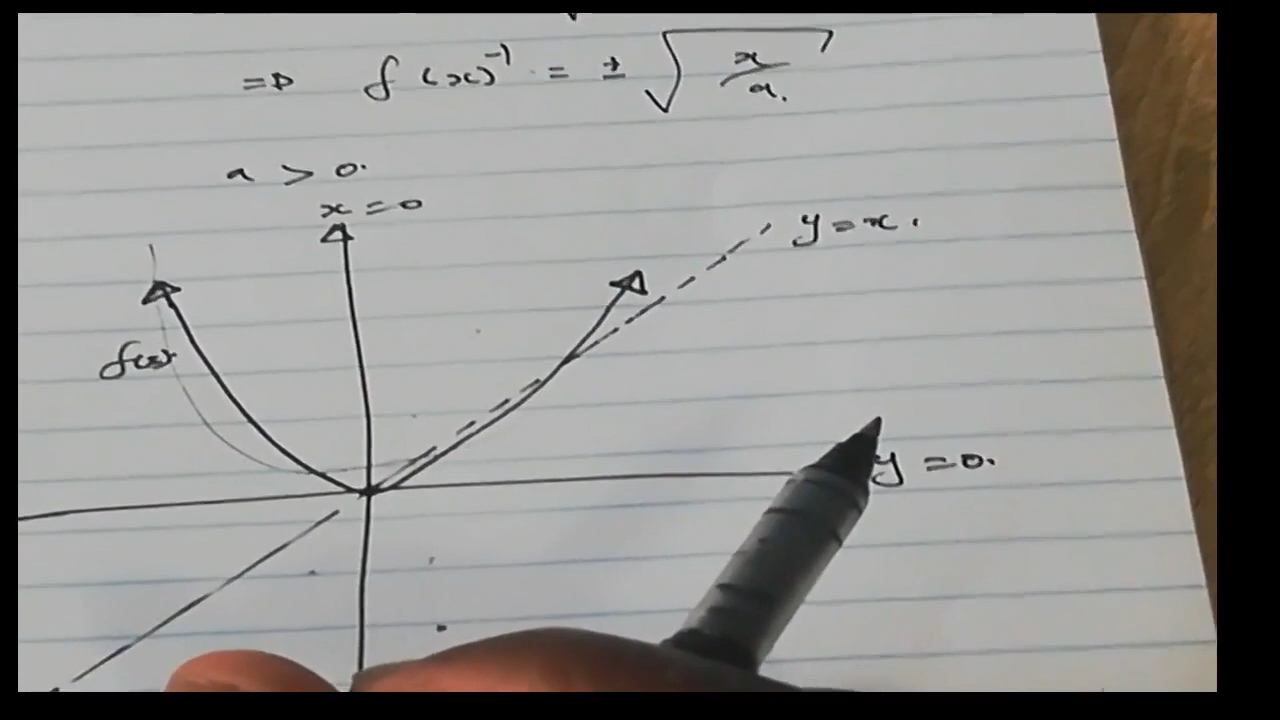 => f(x)⁻¹ = ± √(x/a).
a > 0.
x = 0
y = x.
f(x).
y = 0.